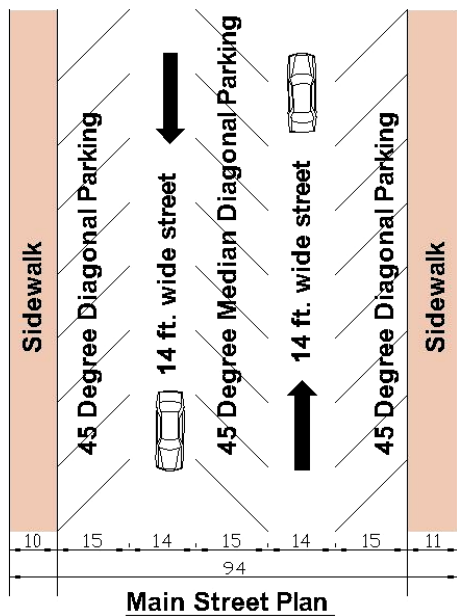 Sidewalk
45 Degree Diagonal Parking
14 ft. wide street
45 Degree Median Diagonal Parking
14 ft. wide street
45 Degree Diagonal Parking
Sidewalk
10 15 14 15 14 15 11
94
Main Street Plan